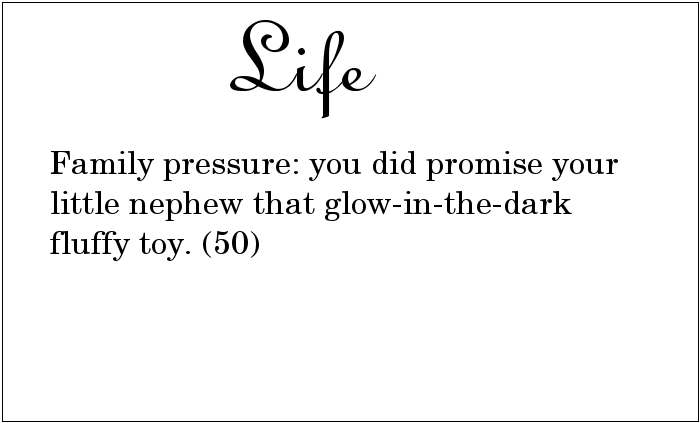 Life
Family pressure: you did promise your
little nephew that glow-in-the-dark
fluffy toy. (50)